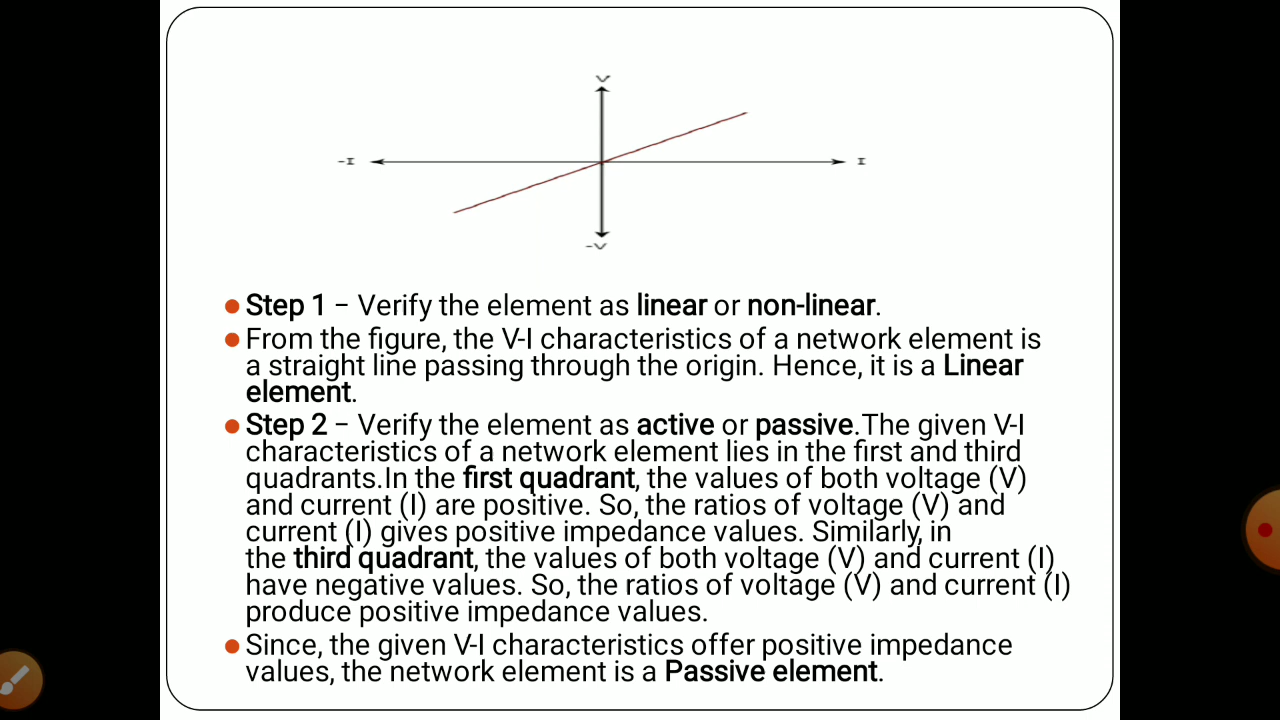 V
-I
I
-V
Step 1 − Verify the element as linear or non-linear.
From the figure, the V-I characteristics of a network element is
a straight line passing through the origin. Hence, it is a Linear
element.
Step 2 − Verify the element as active or passive.The given V-I
characteristics of a network element lies in the first and third
quadrants.In the first quadrant, the values of both voltage (V)
and current (I) are positive. So, the ratios of voltage (V) and
current (I) gives positive impedance values. Similarly, in
the third quadrant, the values of both voltage (V) and current (I)
have negative values. So, the ratios of voltage (V) and current (I)
produce positive impedance values.
Since, the given V-I characteristics offer positive impedance
values, the network element is a Passive element.